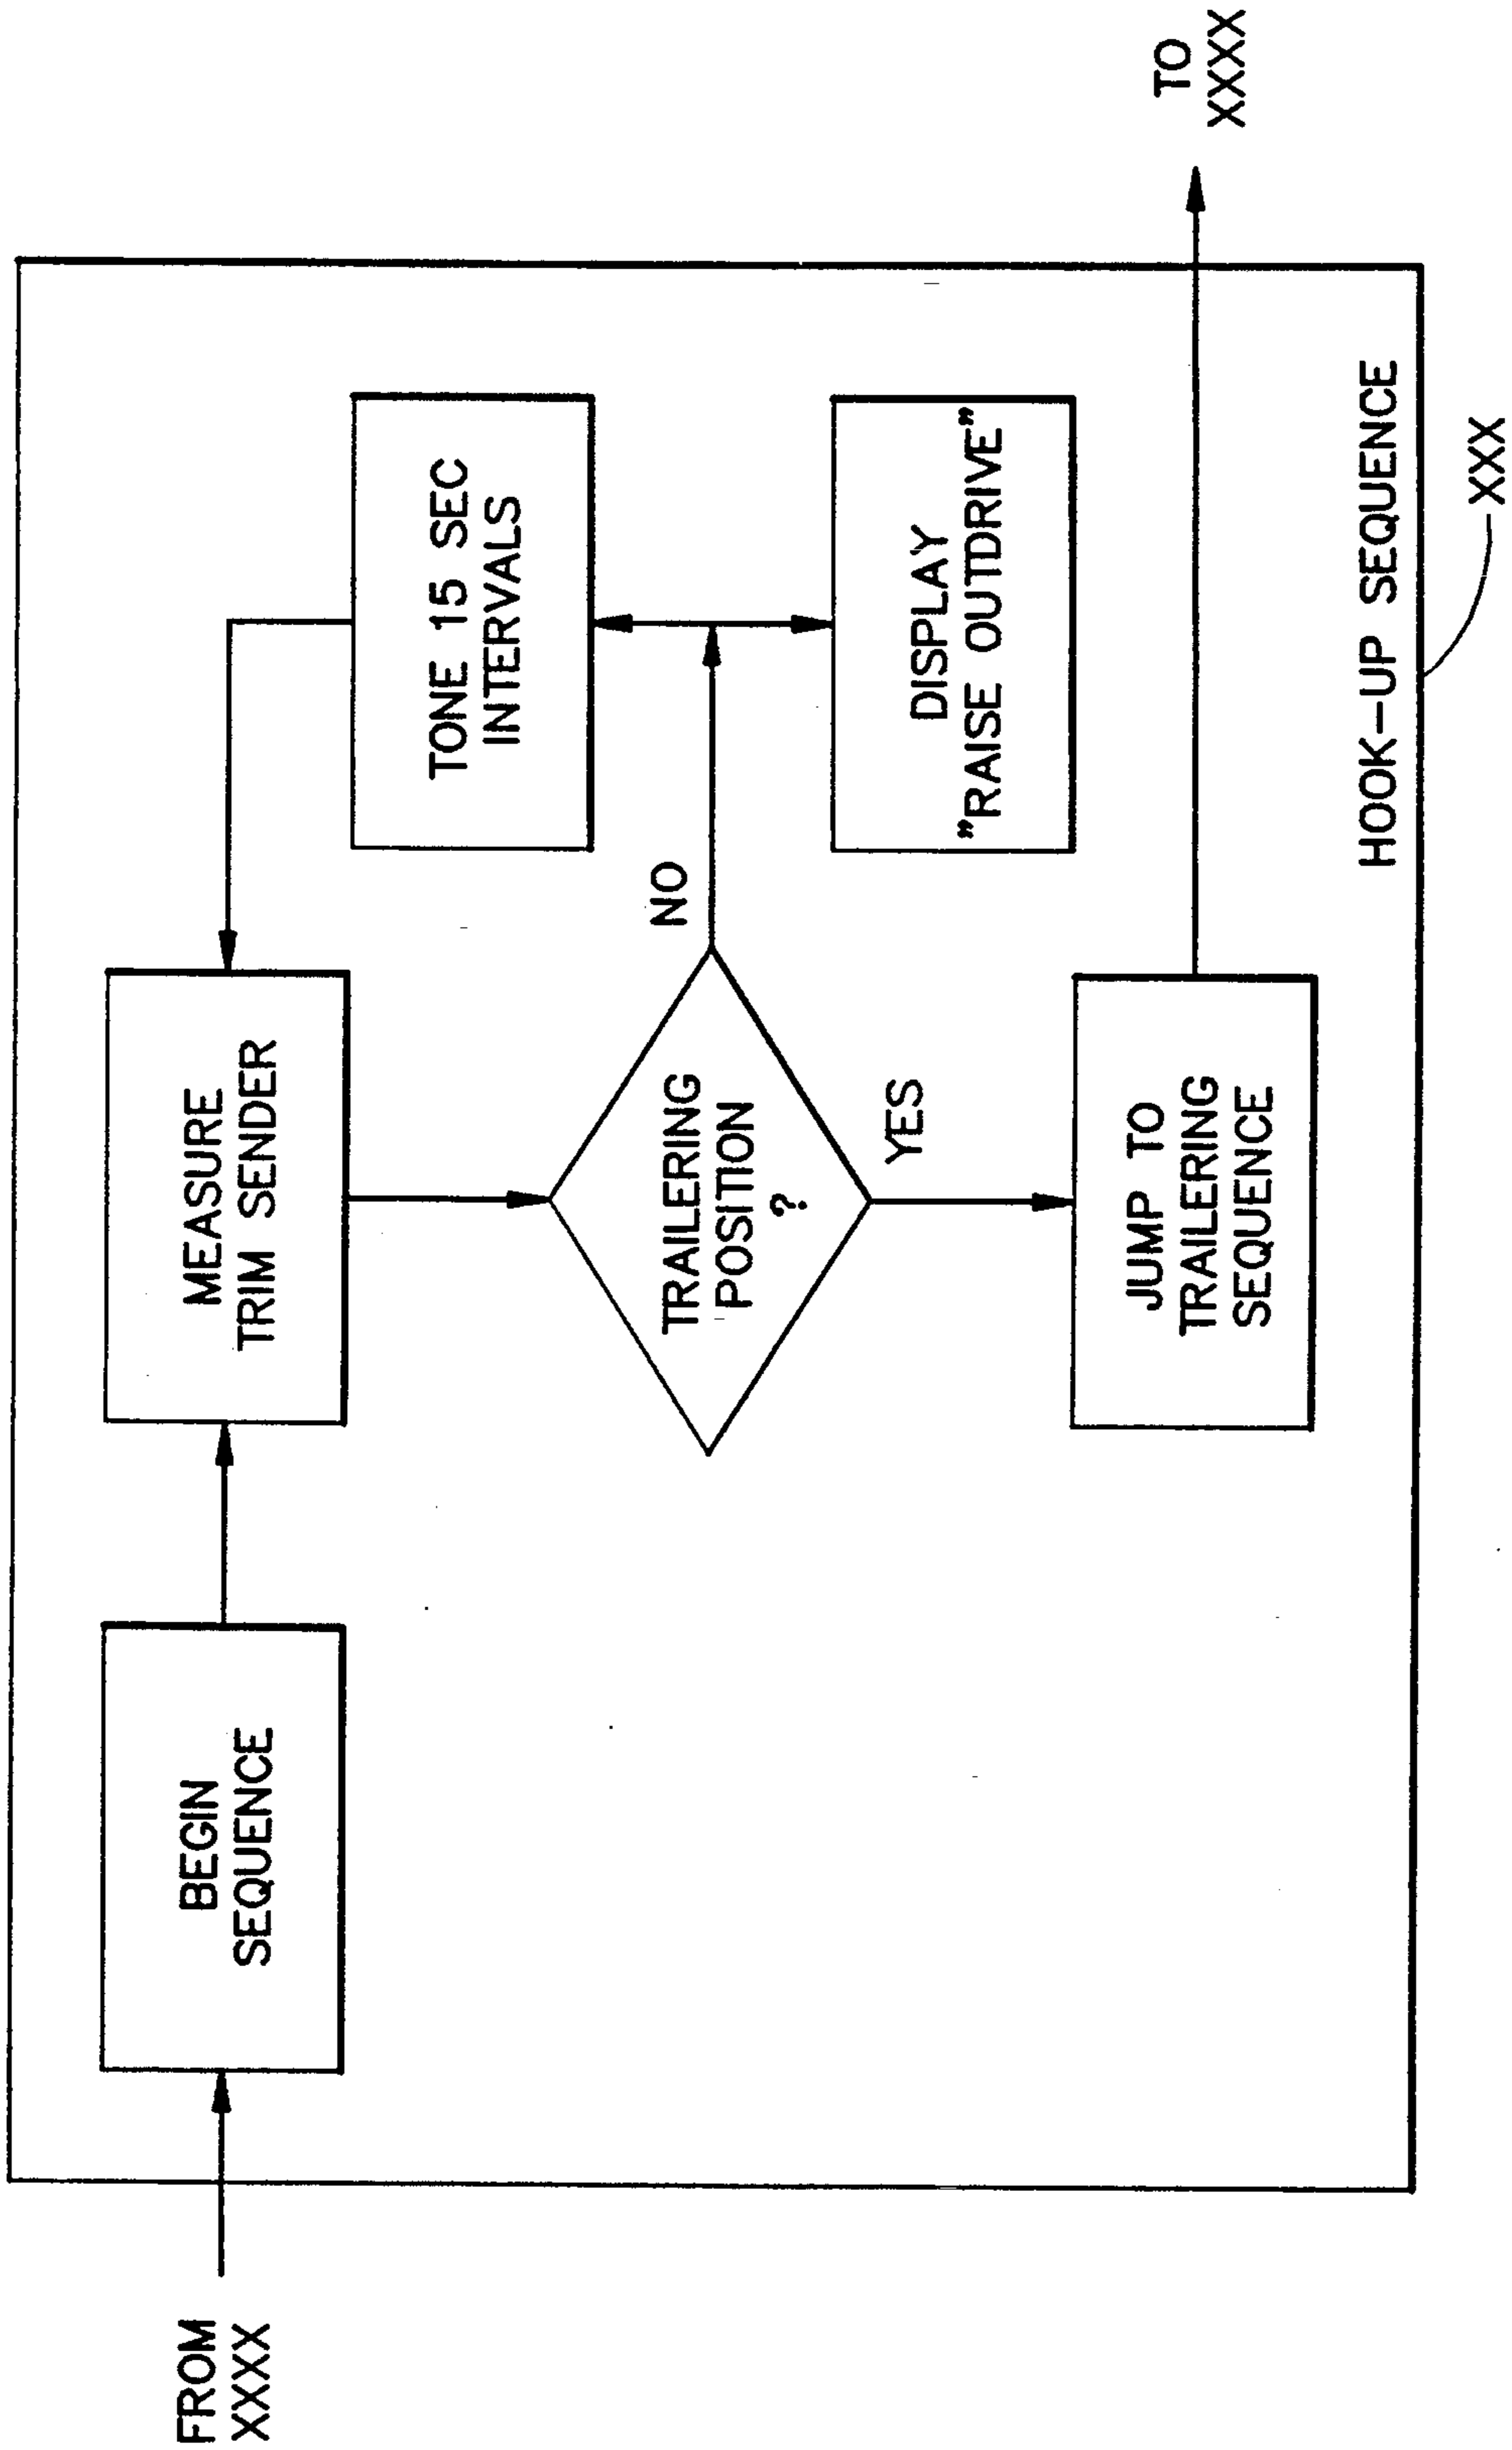 FROM
XXXX
BEGIN
SEQUENCE
MEASURE
TRIM SENDER
TONE 15 SEC
INTERVALS
TRAILERING
POSITION
?
NO
YES
DISPLAY
"RAISE OUTDRIVE"
JUMP TO
TRAILERING
SEQUENCE
TO
XXXX
HOOK-UP SEQUENCE
XXX